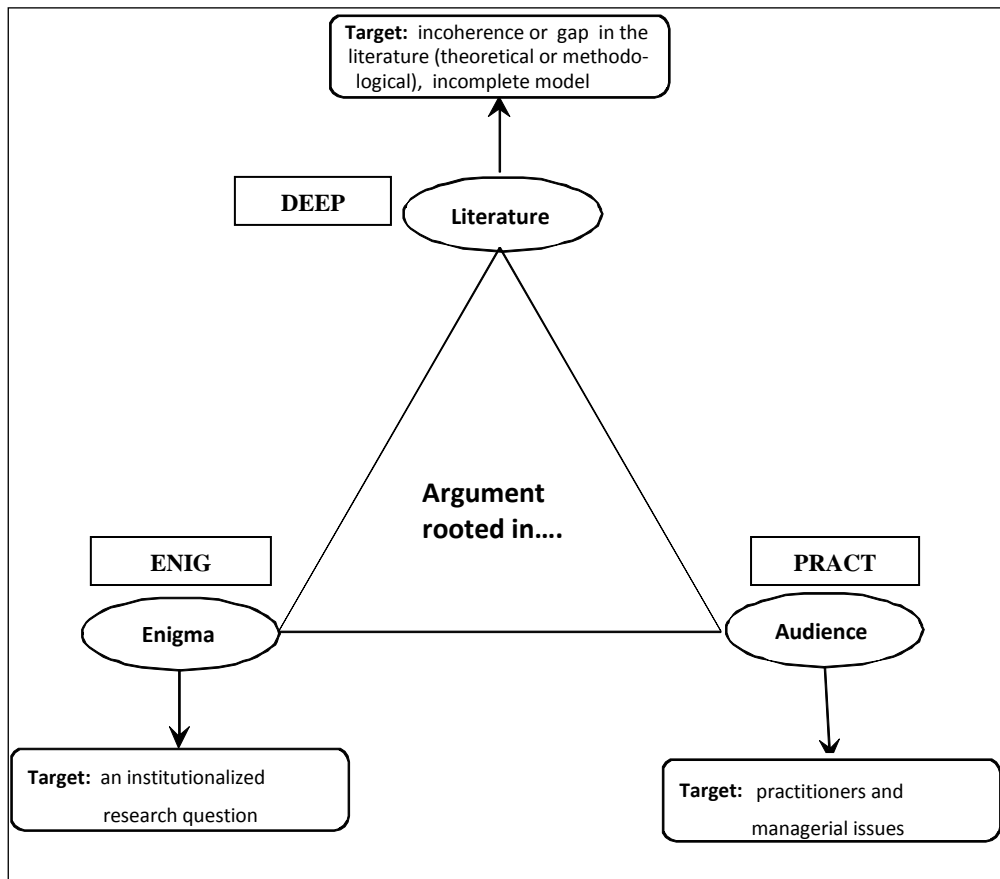 Target: incoherence or gap in the
literature (theoretical or methodo-
logical), incomplete model
DEEP
Literature
Argument
rooted in....
ENIG
PRACT
Enigma
Audience
Target: an institutionalized
research question
Target: practitioners and
managerial issues